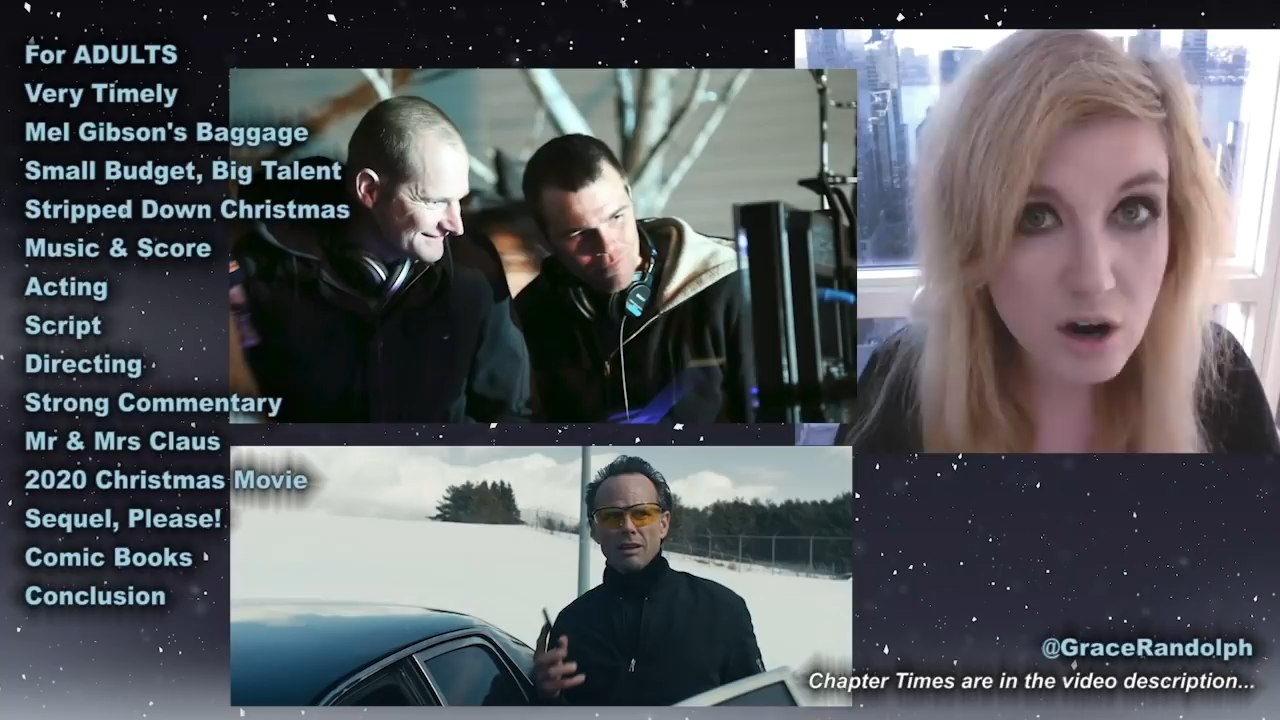 For ADULTS
Very Timely
Mel Gibson's Baggage
Small Budget, Big Talent
Stripped Down Christmas
Music & Score
Acting
Script
Directing
Strong Commentary
Mr & Mrs Claus
2020 Christmas Movie
Sequel, Please!
Comic Books
Conclusion
@GraceRandolph
Chapter Times are in the video description...